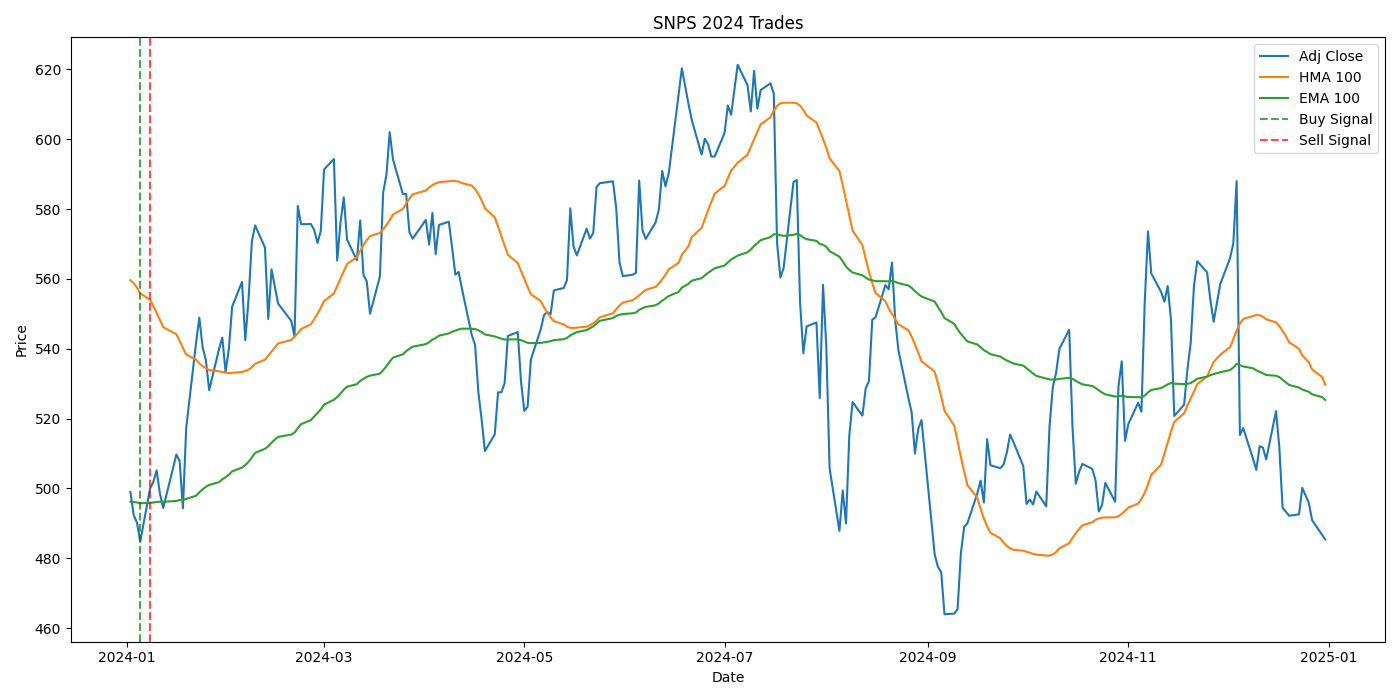 SNPS 2024 Trades
Adj Close
HMA 100
EMA 100
Buy Signal
Sell Signal
Price
620
600
580
560
540
520
500
480
460
2024-01
2024-03
2024-05
2024-07
2024-09
2024-11
2025-01
Date